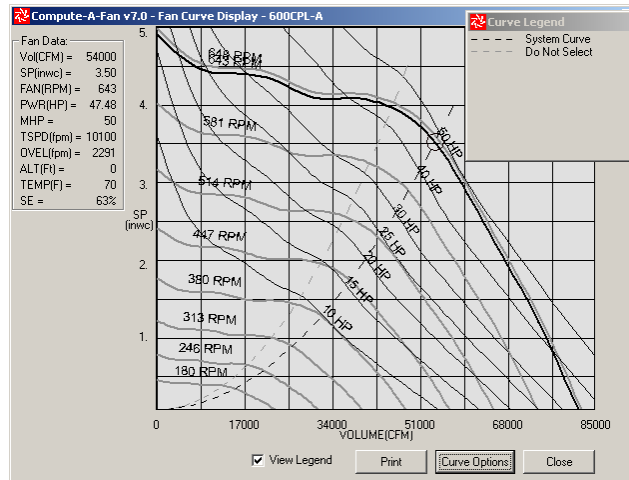 Compute-A-Fan v7.0 - Fan Curve Display - 600CPL-A
Curve Legend
System Curve
Do Not Select
Fan Data:
Vol(CFM) = 54000
SP(inwc) = 3.50
FAN(RPM) = 643
PWR(HP) = 47.48
MHP = 50
TSPD(fpm) = 10100
OVEL(fpm) = 2291
ALT(Ft) = 0
TEMP(F) = 70
SE = 63%
5.
4.
3.
SP
(inwc)
2.
1.
648 RPM
643 RPM
581 RPM
514 RPM
447 RPM
380 RPM
313 RPM
246 RPM
180 RPM
50 HP
40 HP
30 HP
25 HP
20 HP
15 HP
10 HP
0
17000
34000
51000
68000
85000
VOLUME(CFM)
View Legend
Print
Curve Options
Close